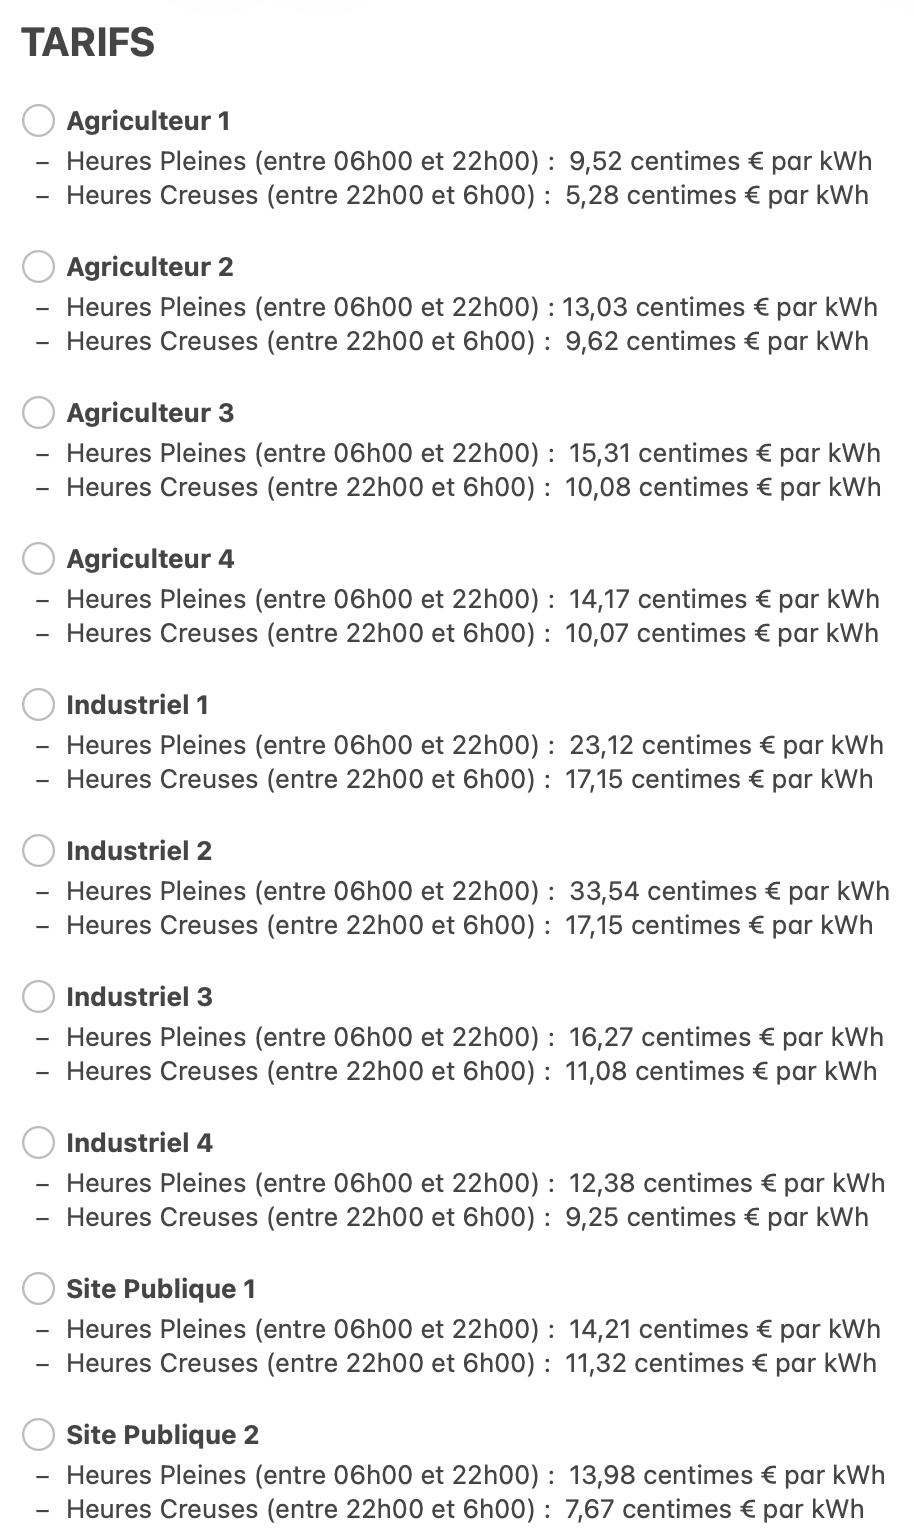 TARIFS
Agriculteur 1
– Heures Pleines (entre 06h00 et 22h00) : 9,52 centimes € par kWh
– Heures Creuses (entre 22h00 et 6h00) : 5,28 centimes € par kWh
Agriculteur 2
– Heures Pleines (entre 06h00 et 22h00) : 13,03 centimes € par kWh
– Heures Creuses (entre 22h00 et 6h00) : 9,62 centimes € par kWh
Agriculteur 3
– Heures Pleines (entre 06h00 et 22h00) : 15,31 centimes € par kWh
– Heures Creuses (entre 22h00 et 6h00) : 10,08 centimes € par kWh
Agriculteur 4
– Heures Pleines (entre 06h00 et 22h00) : 14,17 centimes € par kWh
– Heures Creuses (entre 22h00 et 6h00) : 10,07 centimes € par kWh
Industriel 1
– Heures Pleines (entre 06h00 et 22h00) : 23,12 centimes € par kWh
– Heures Creuses (entre 22h00 et 6h00) : 17,15 centimes € par kWh
Industriel 2
– Heures Pleines (entre 06h00 et 22h00) : 33,54 centimes € par kWh
– Heures Creuses (entre 22h00 et 6h00) : 17,15 centimes € par kWh
Industriel 3
– Heures Pleines (entre 06h00 et 22h00) : 16,27 centimes € par kWh
– Heures Creuses (entre 22h00 et 6h00) : 11,08 centimes € par kWh
Industriel 4
– Heures Pleines (entre 06h00 et 22h00) : 12,38 centimes € par kWh
– Heures Creuses (entre 22h00 et 6h00) : 9,25 centimes € par kWh
Site Publique 1
– Heures Pleines (entre 06h00 et 22h00) : 14,21 centimes € par kWh
– Heures Creuses (entre 22h00 et 6h00) : 11,32 centimes € par kWh
Site Publique 2
– Heures Pleines (entre 06h00 et 22h00) : 13,98 centimes € par kWh
– Heures Creuses (entre 22h00 et 6h00) : 7,67 centimes € par kWh